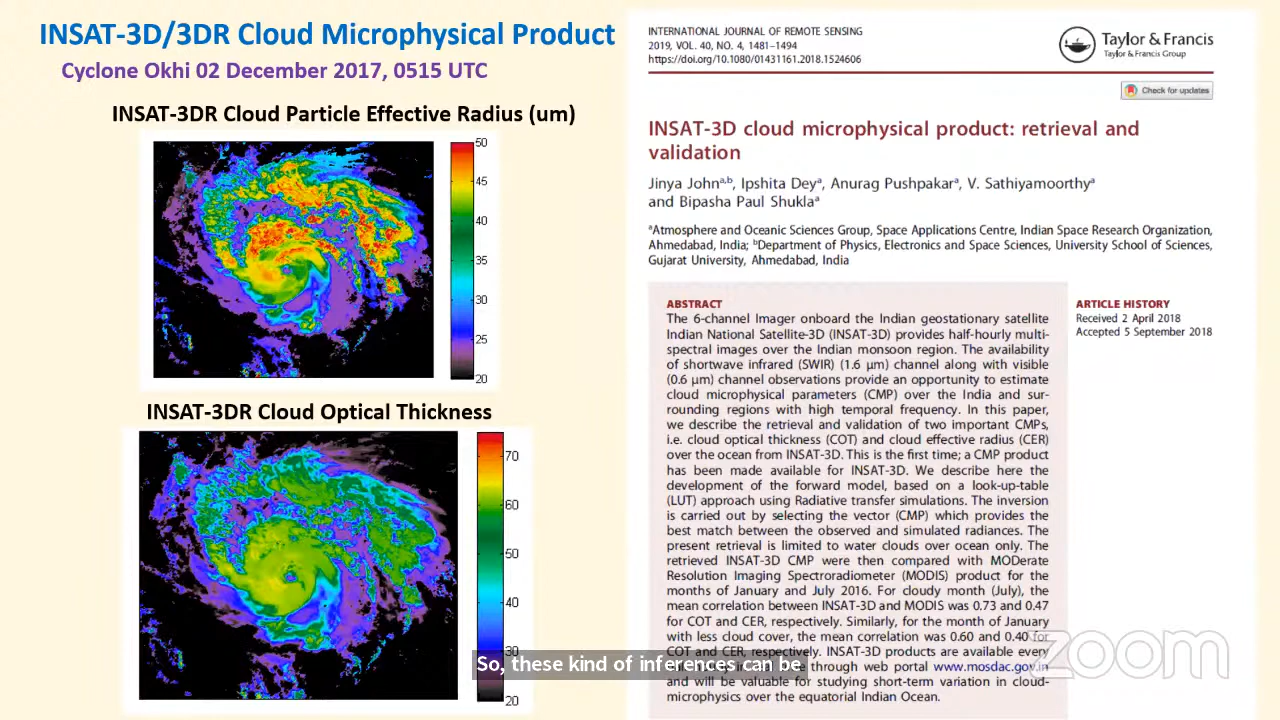 INSAT-3D/3DR Cloud Microphysical Product
Cyclone Okhi 02 December 2017, 0515 UTC
INSAT-3DR Cloud Particle Effective Radius (um)
50
45
40
35
30
25
20
INSAT-3DR Cloud Optical Thickness
70
60
50
40
30
20
INTERNATIONAL JOURNAL OF REMOTE SENSING
2019, VOL. 40, NO. 4, 1481–1494
https://doi.org/10.1080/01431161.2018.1524606
Taylor & Francis
Taylor & Francis Group
Check for updates
INSAT-3D cloud microphysical product: retrieval and
validation
Jinya Johnᵃ,ᵇ, Ipshita Deyᵃ, Anurag Pushpakarᵃ, V. Sathiyamoorthyᵃ
and Bipasha Paul Shuklaᵃ
ᵃAtmosphere and Oceanic Sciences Group, Space Applications Centre, Indian Space Research Organization,
Ahmedabad, India; ᵇDepartment of Physics, Electronics and Space Sciences, University School of Sciences,
Gujarat University, Ahmedabad, India
ABSTRACT
The 6-channel Imager onboard the Indian geostationary satellite
Indian National Satellite-3D (INSAT-3D) provides half-hourly multi-
spectral images over the Indian monsoon region. The availability
of shortwave infrared (SWIR) (1.6 µm) channel along with visible
(0.6 µm) channel observations provide an opportunity to estimate
cloud microphysical parameters (CMP) over the India and sur-
rounding regions with high temporal frequency. In this paper,
we describe the retrieval and validation of two important CMPs,
i.e. cloud optical thickness (COT) and cloud effective radius (CER)
over the ocean from INSAT-3D. This is the first time; a CMP product
has been made available for INSAT-3D. We describe here the
development of the forward model, based on a look-up-table
(LUT) approach using Radiative transfer simulations. The inversion
is carried out by selecting the vector (CMP) which provides the
best match between the observed and simulated radiances. The
present retrieval is limited to water clouds over ocean only. The
retrieved INSAT-3D CMP were then compared with MODerate
Resolution Imaging Spectroradiometer (MODIS) product for the
months of January and July 2016. For cloudy month (July), the
mean correlation between INSAT-3D and MODIS was 0.73 and 0.47
for COT and CER, respectively. Similarly, for the month of January
with less cloud cover, the mean correlation was 0.60 and 0.40 for
COT and CER, respectively. INSAT-3D products are available every
through web portal www.mosdac.gov.in
and will be valuable for studying short-term variation in cloud-
microphysics over the equatorial Indian Ocean.
ARTICLE HISTORY
Received 2 April 2018
Accepted 5 September 2018
So, these kind of inferences can be
zoom